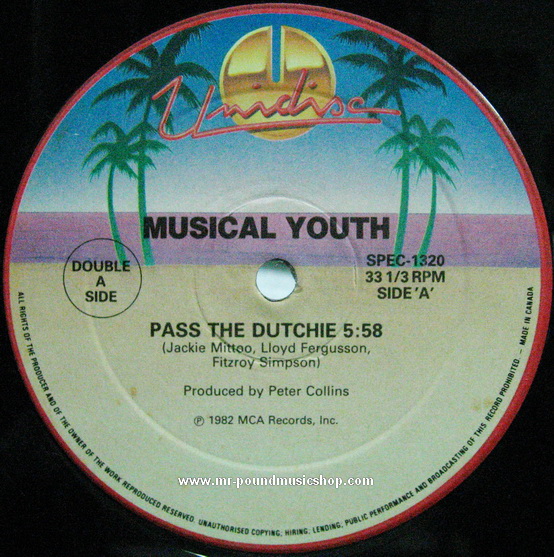 Unidisc
MUSICAL YOUTH
DOUBLE
A
SIDE
SPEC-1320
33 1/3 RPM
SIDE 'A'
PASS THE DUTCHIE 5:58
(Jackie Mittoo, Lloyd Fergusson,
Fitzroy Simpson)
Produced by Peter Collins
℗ 1982 MCA Records, Inc.
www.mr-poundmusicshop.com
ALL RIGHTS OF THE PRODUCER AND OF THE OWNER OF THE WORK REPRODUCED RESERVED. UNAUTHORISED COPYING, HIRING, LENDING, PUBLIC PERFORMANCE AND BROADCASTING OF THIS RECORD PROHIBITED. – MADE IN CANADA